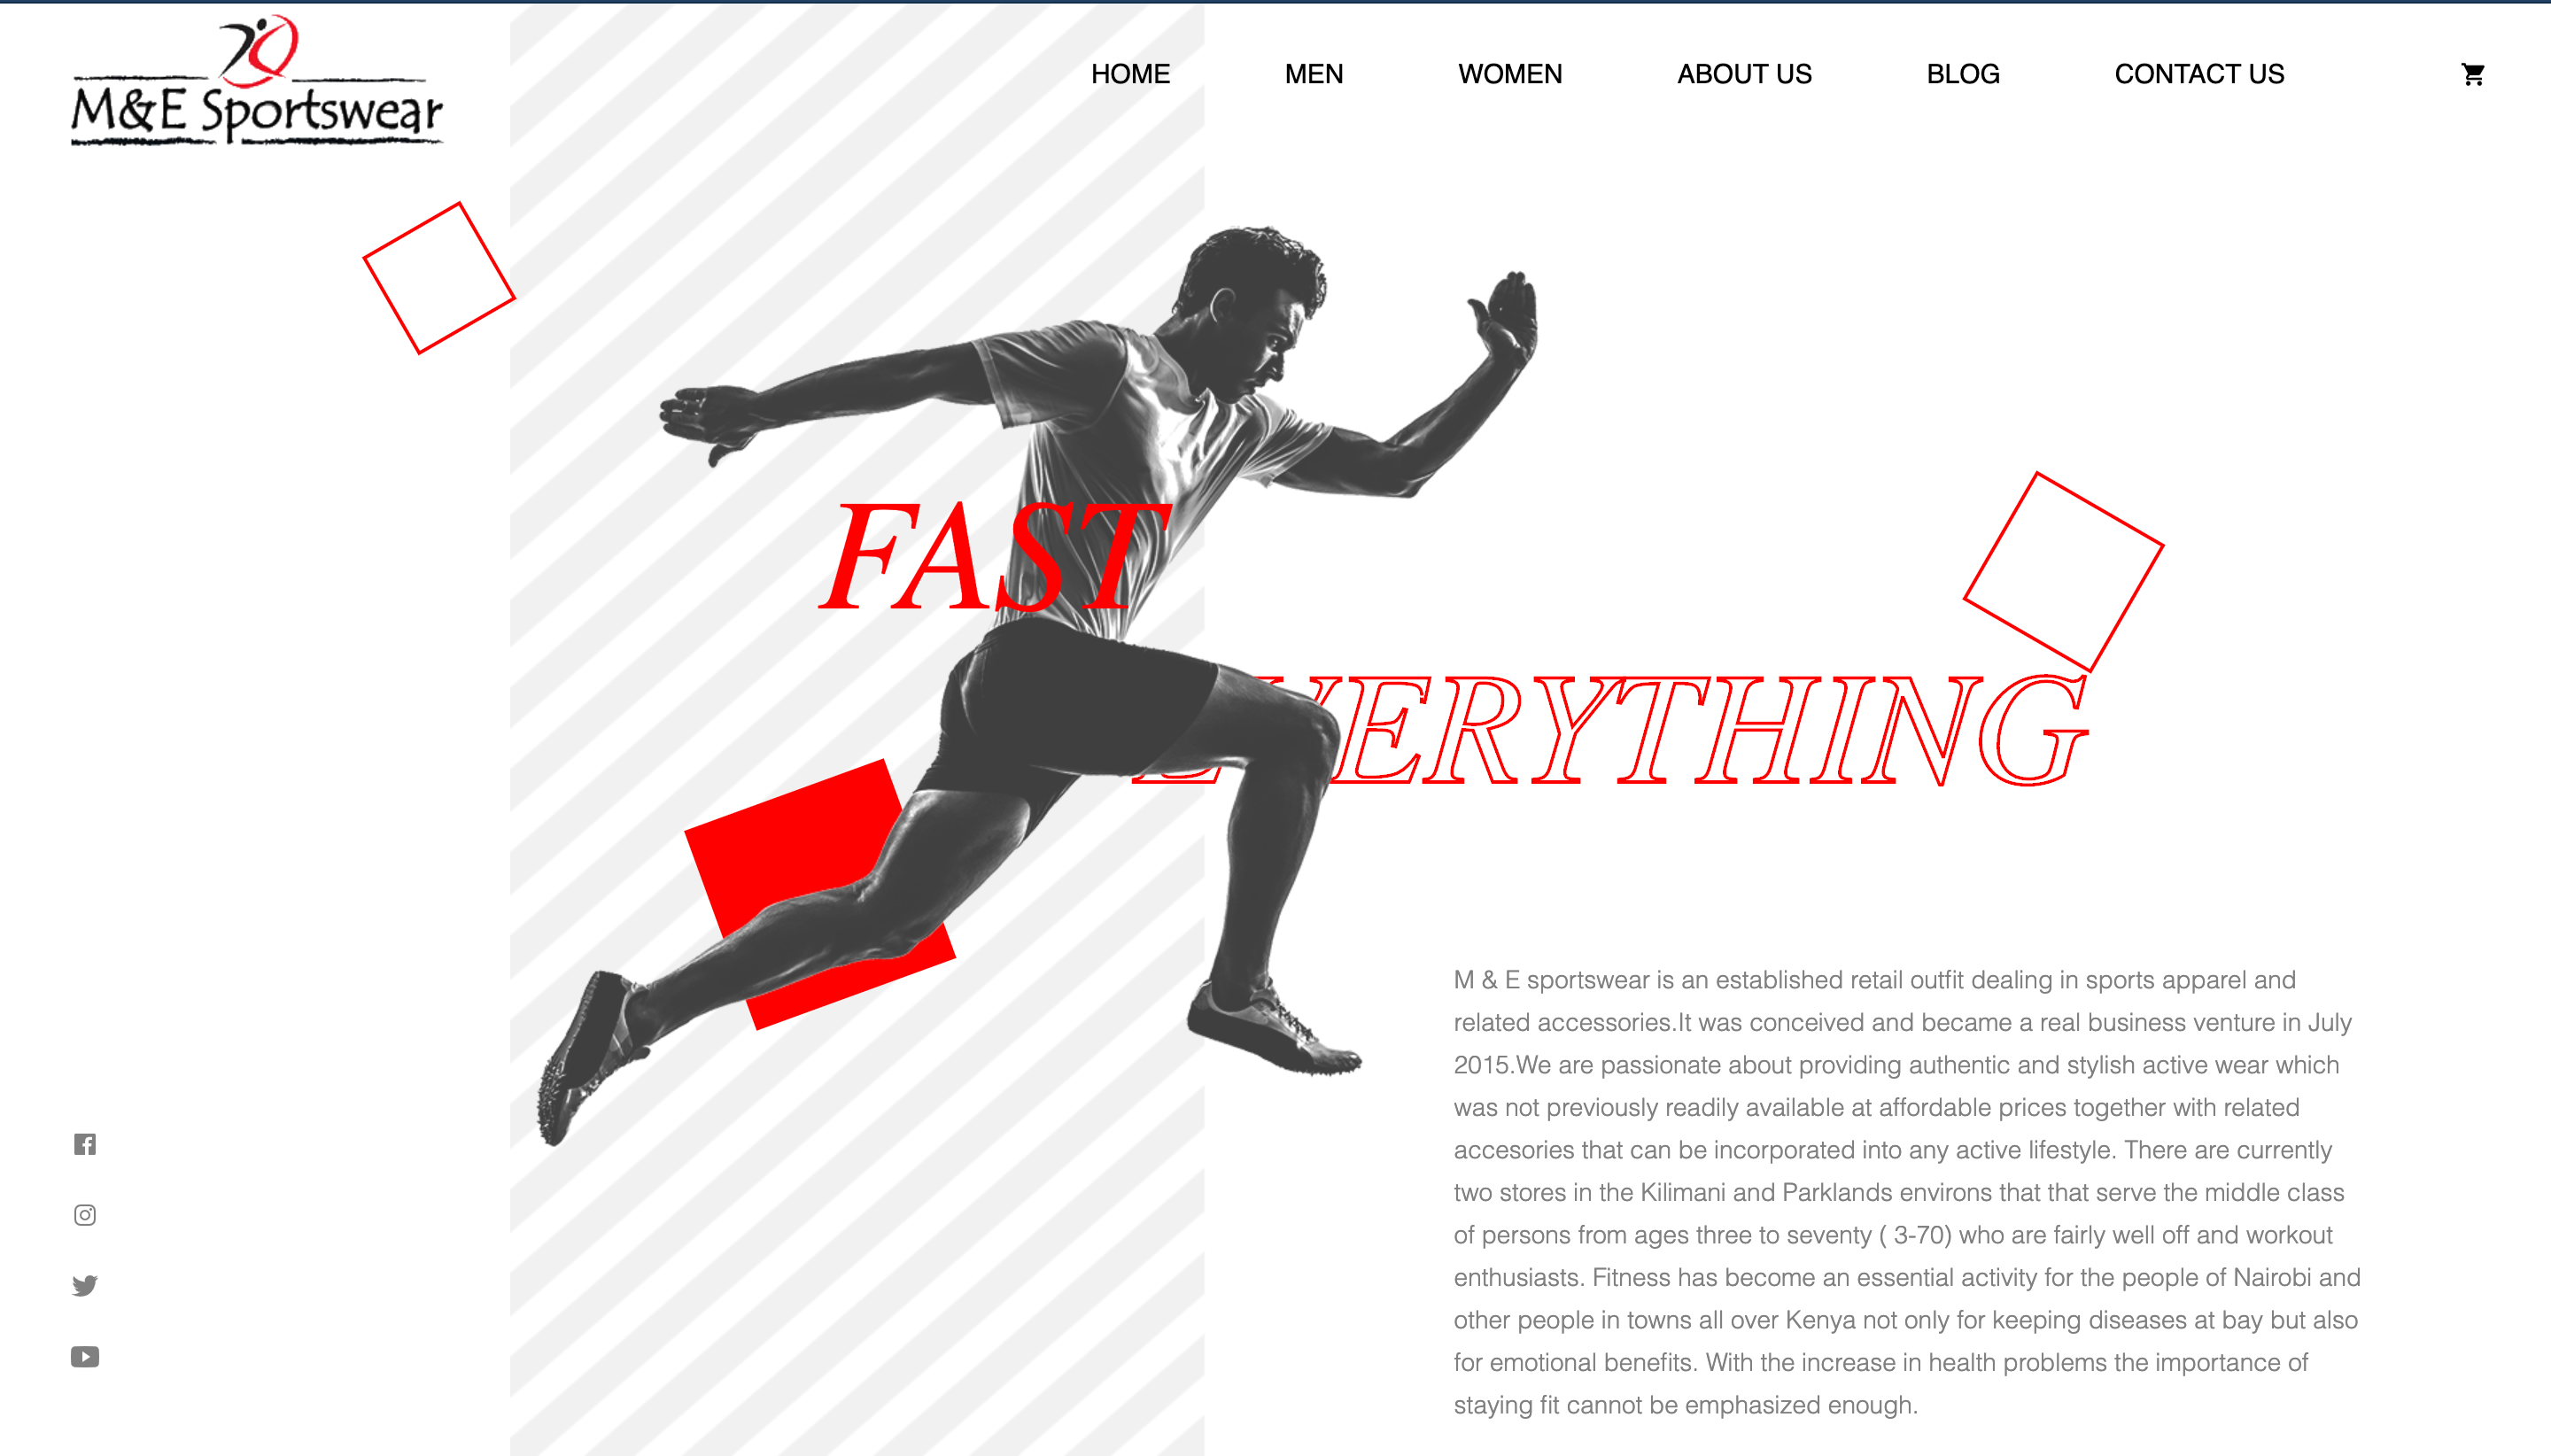 M&E Sportswear
HOME MEN WOMEN ABOUT US BLOG CONTACT US
FAST
EVERYTHING
M & E sportswear is an established retail outfit dealing in sports apparel and
related accessories.It was conceived and became a real business venture in July
2015.We are passionate about providing authentic and stylish active wear which
was not previously readily available at affordable prices together with related
accesories that can be incorporated into any active lifestyle. There are currently
two stores in the Kilimani and Parklands environs that that serve the middle class
of persons from ages three to seventy ( 3-70) who are fairly well off and workout
enthusiasts. Fitness has become an essential activity for the people of Nairobi and
other people in towns all over Kenya not only for keeping diseases at bay but also
for emotional benefits. With the increase in health problems the importance of
staying fit cannot be emphasized enough.